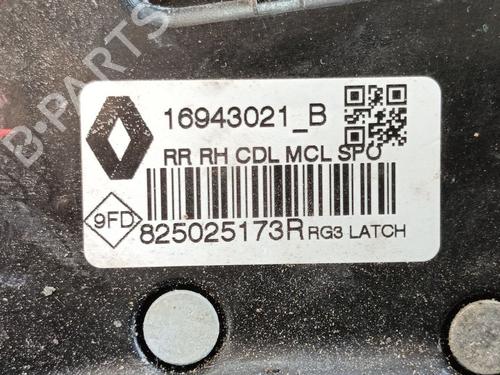 B-PARTS
16943021_B
RR RH CDL MCL SPO
9FD
825025173R RG3 LATCH